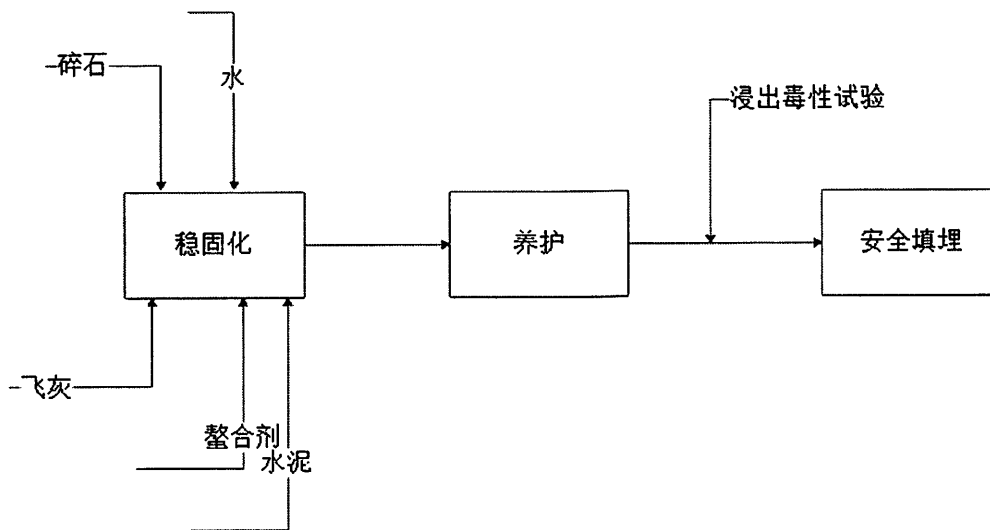 碎石
水
浸出毒性试验
稳固化
养护
安全填埋
飞灰
螯合剂
水泥